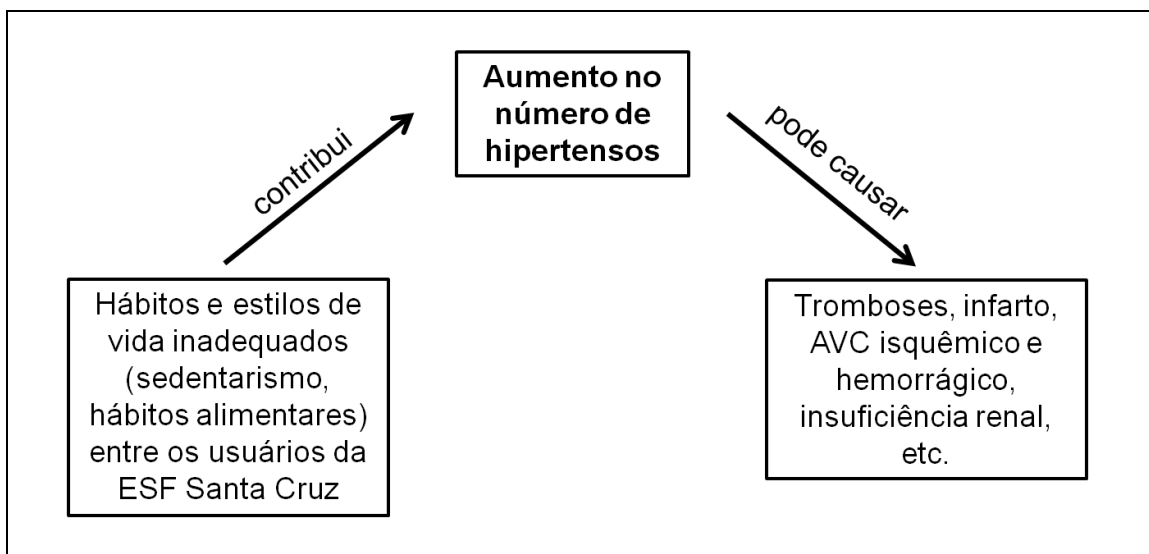 Aumento no
número de
hipertensos
contribui
pode causar
Hábitos e estilos de
vida inadequados
(sedentarismo,
hábitos alimentares)
entre os usuários da
ESF Santa Cruz
Tromboses, infarto,
AVC isquêmico e
hemorrágico,
insuficiência renal,
etc.